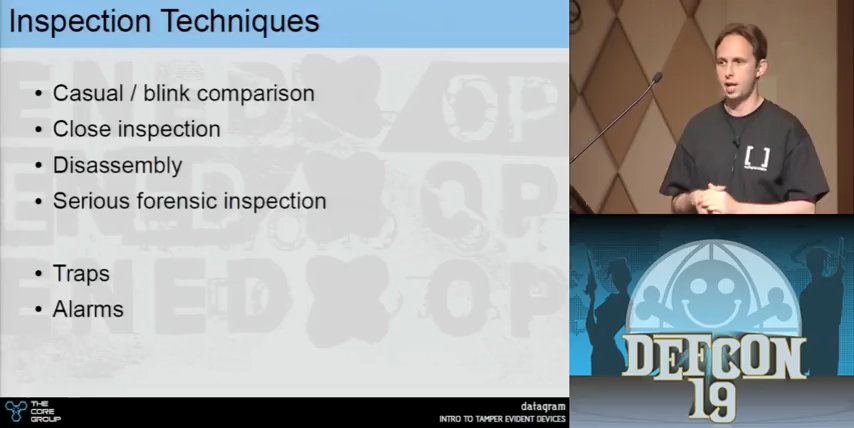 Inspection Techniques
• Casual / blink comparison
• Close inspection
• Disassembly
• Serious forensic inspection
• Traps
• Alarms
THE
CORE
GROUP
datagram
INTRO TO TAMPER EVIDENT DEVICES
[ ]
DEFCON
19